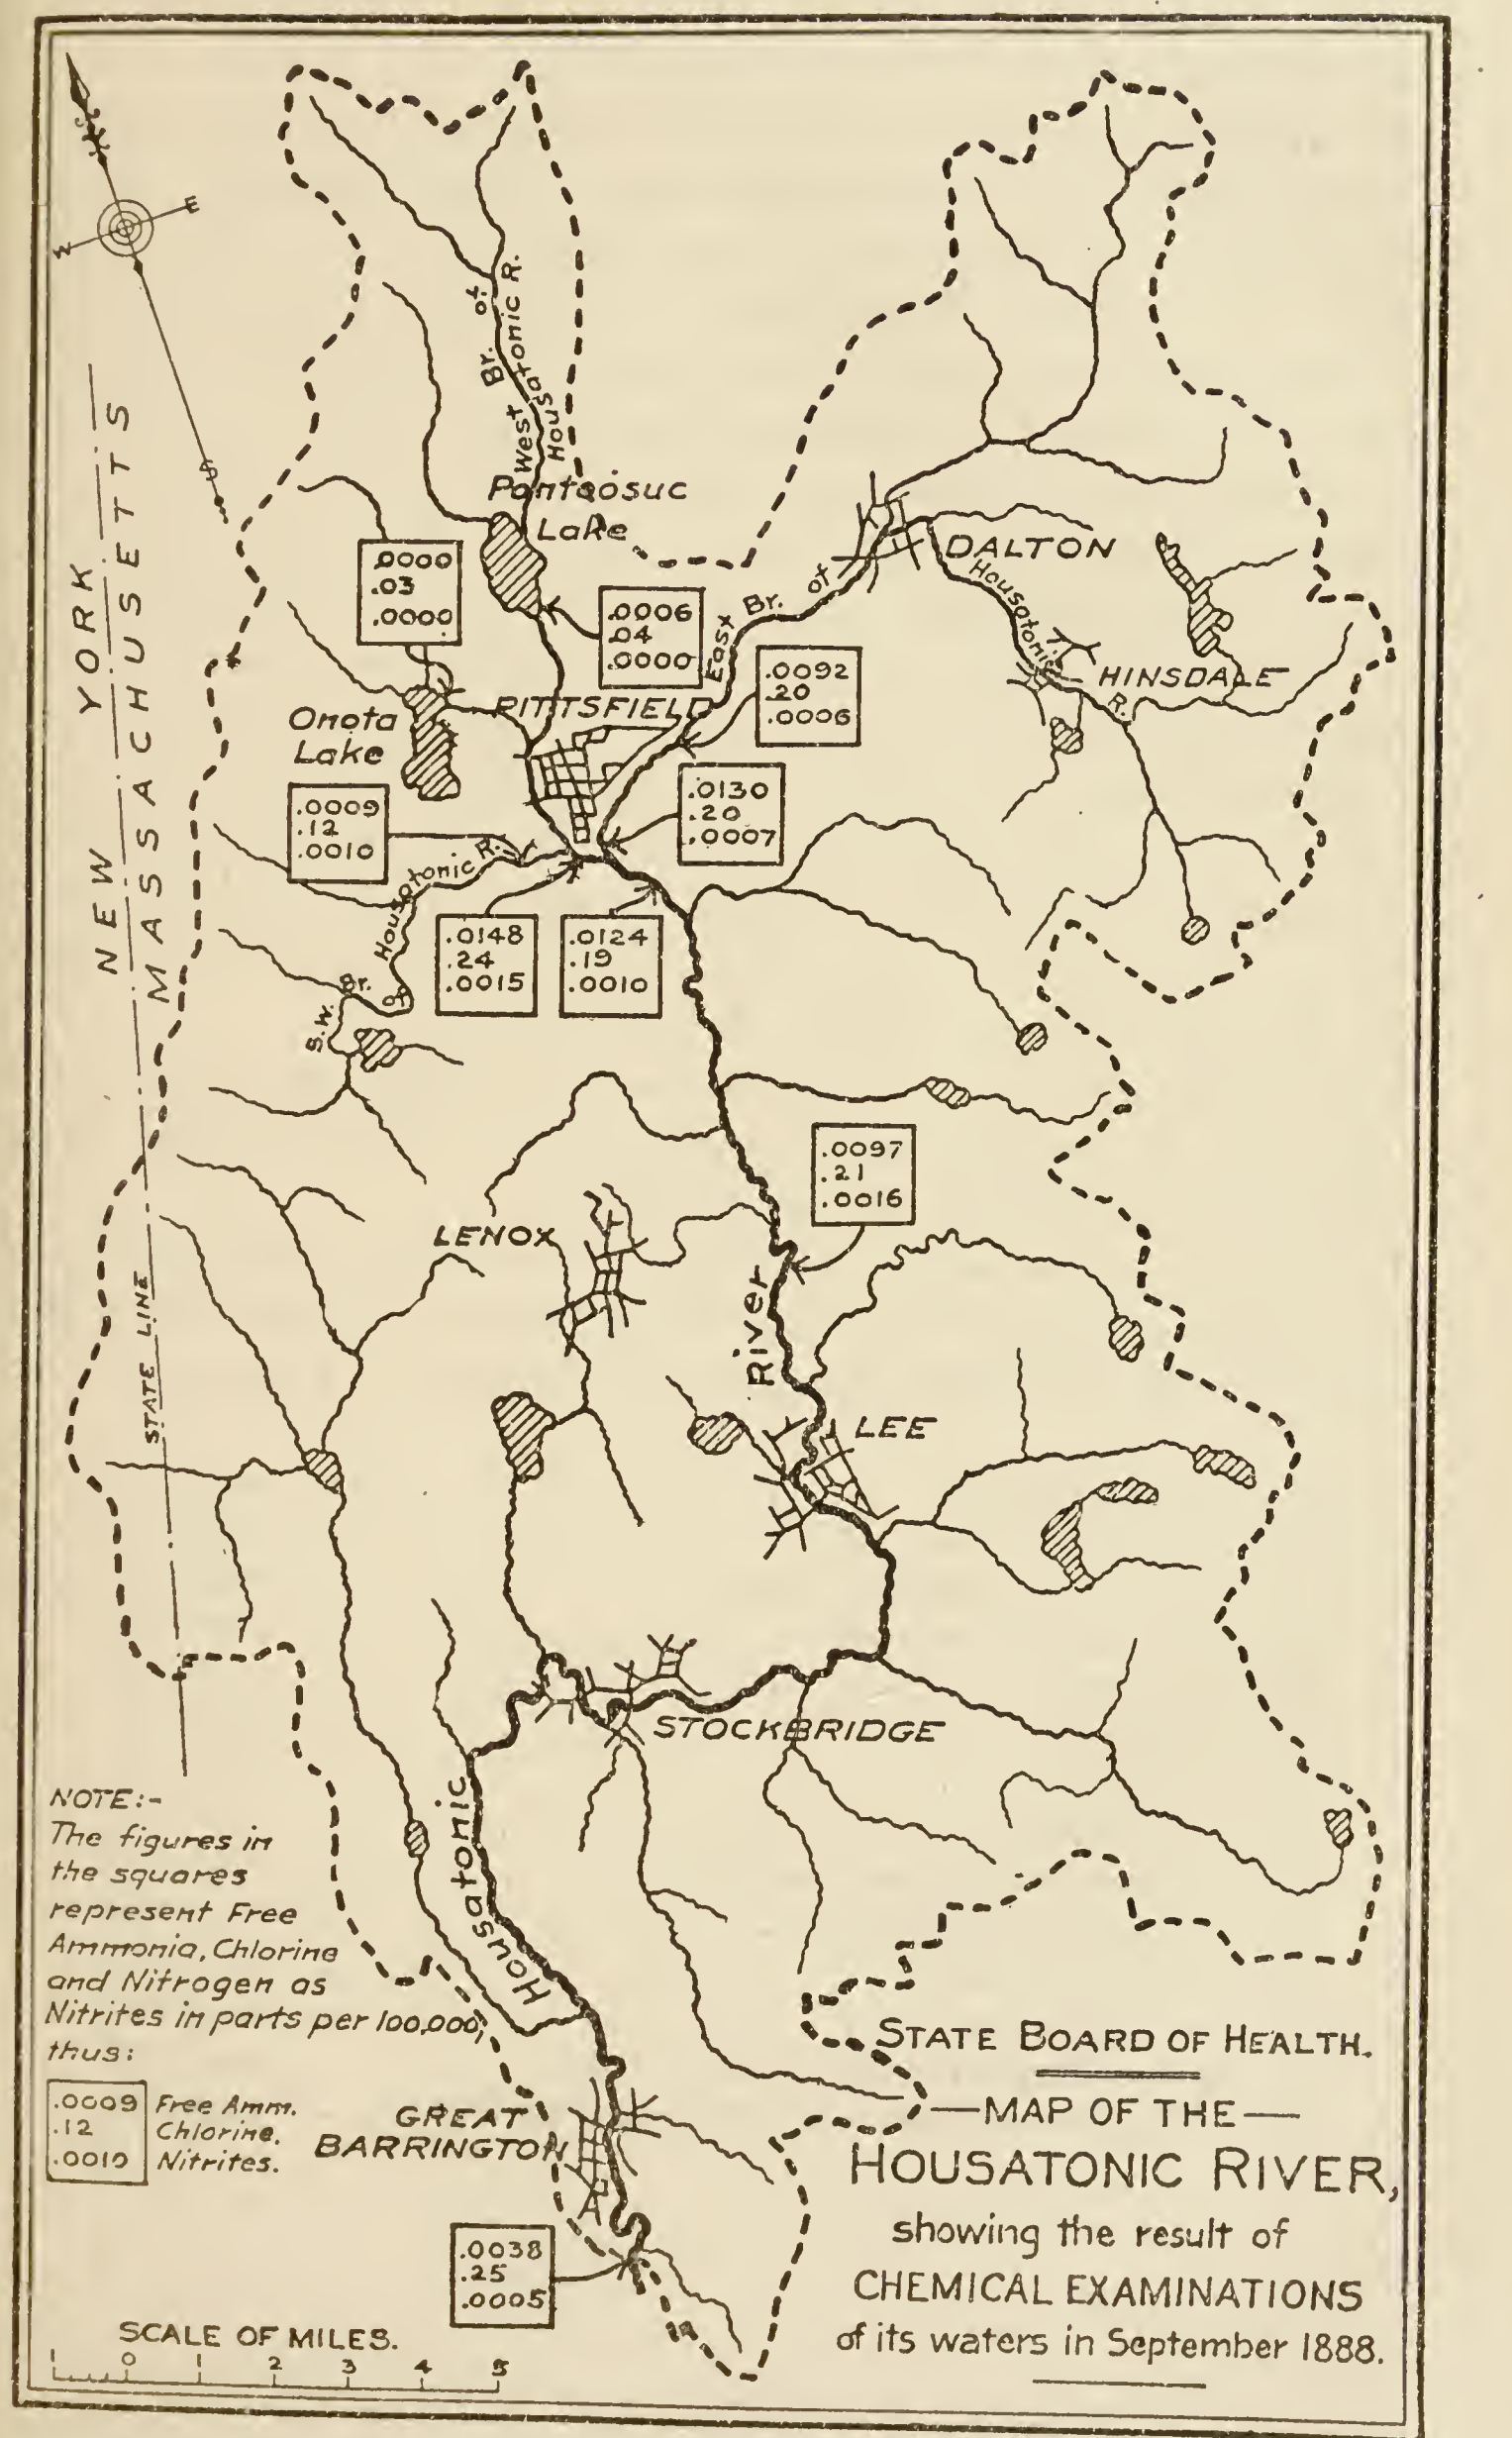 E
W
S
West Br. of
Housatonic R.
Pontoosuc
Lake
NEW YORK
MASSACHUSETTS
STATE LINE
.0000
.03
.0000
.0006
.04
.0000
East Br. of
Housatonic
R.
DALTON
HINSDALE
.0092
.20
.0006
PITTSFIELD
Onota
Lake
.0009
.12
.0010
.0130
.20
.0007
S.W. Br. of Housatonic R.
.0148
.24
.0015
.0124
.19
.0010
.0097
.21
.0016
LENOX
River
LEE
STOCKBRIDGE
Housatonic
NOTE:-
The figures in
the squares
represent Free
Ammonia, Chlorine
and Nitrogen as
Nitrites in parts per 100,000,
thus:
.0009 Free Amm.
.12 Chlorine.
.0010 Nitrites.
GREAT
BARRINGTON
.0038
.25
.0005
SCALE OF MILES.
1 0 1 2 3 4 5
STATE BOARD OF HEALTH.
—MAP OF THE—
HOUSATONIC RIVER,
showing the result of
CHEMICAL EXAMINATIONS
of its waters in September 1888.